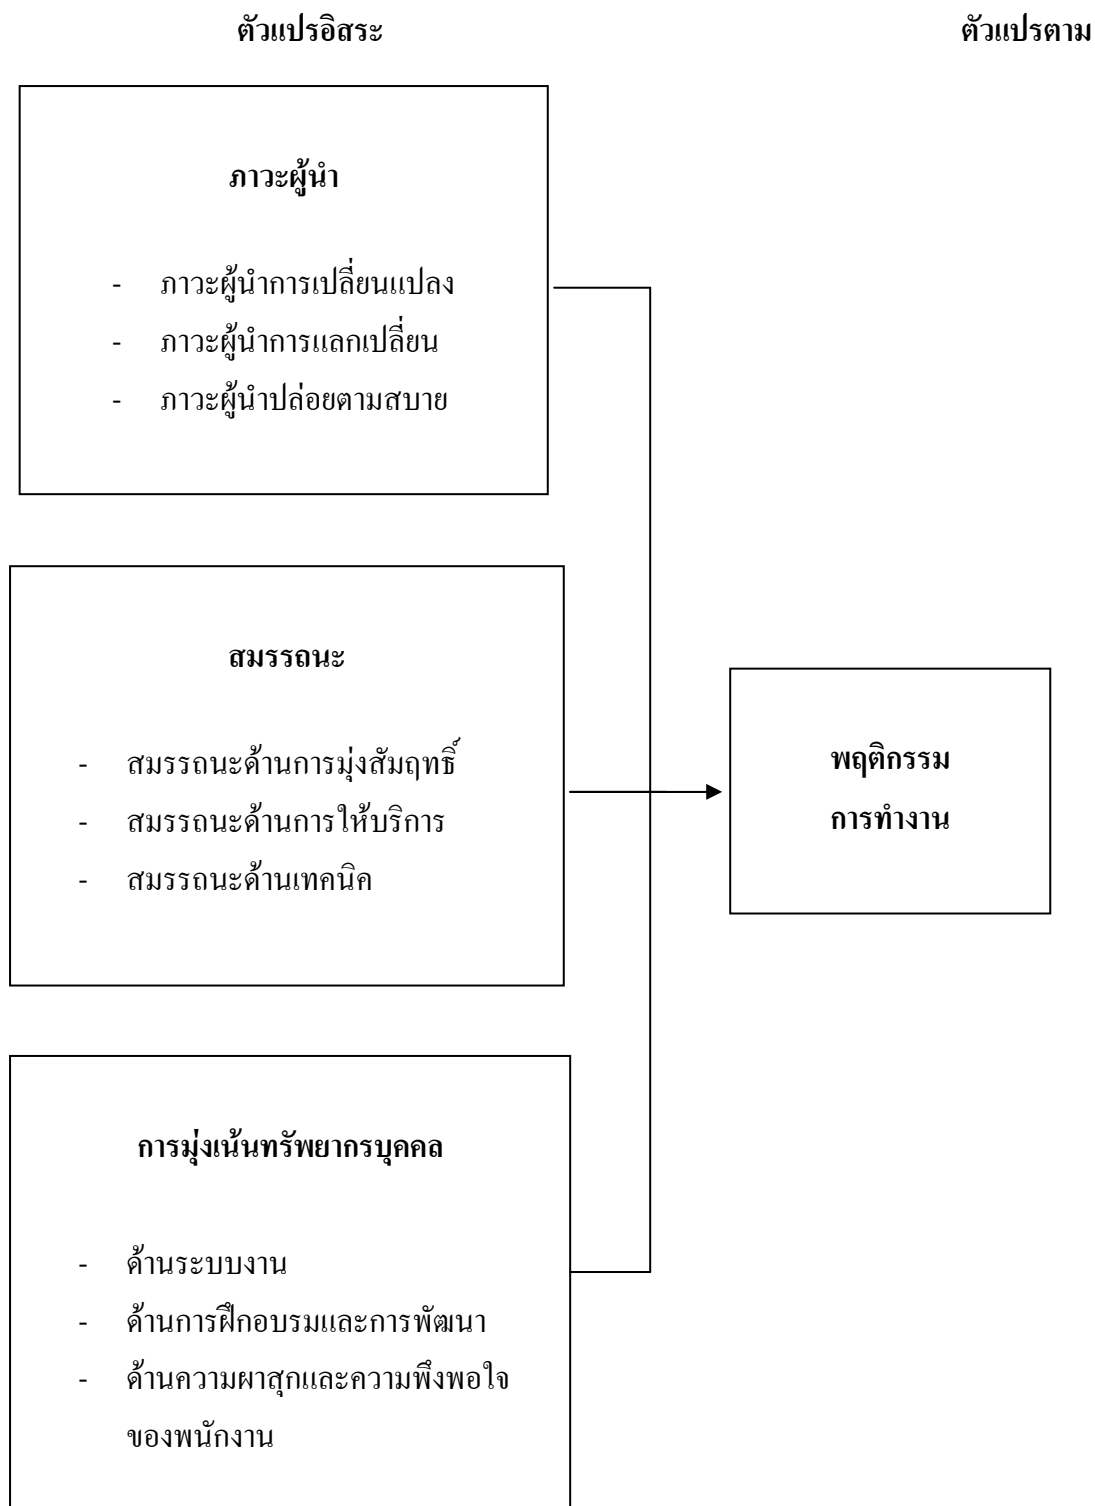 ตัวแปรอิสระ
ตัวแปรตาม
ภาวะผู้นำ
- ภาวะผู้นำการเปลี่ยนแปลง
- ภาวะผู้นำการแลกเปลี่ยน
- ภาวะผู้นำปล่อยตามสบาย
สมรรถนะ
- สมรรถนะด้านการมุ่งสัมฤทธิ์
- สมรรถนะด้านการให้บริการ
- สมรรถนะด้านเทคนิค
พฤติกรรม
การทำงาน
การมุ่งเน้นทรัพยากรบุคคล
- ด้านระบบงาน
- ด้านการฝึกอบรมและการพัฒนา
- ด้านความผาสุกและความพึงพอใจ
ของพนักงาน